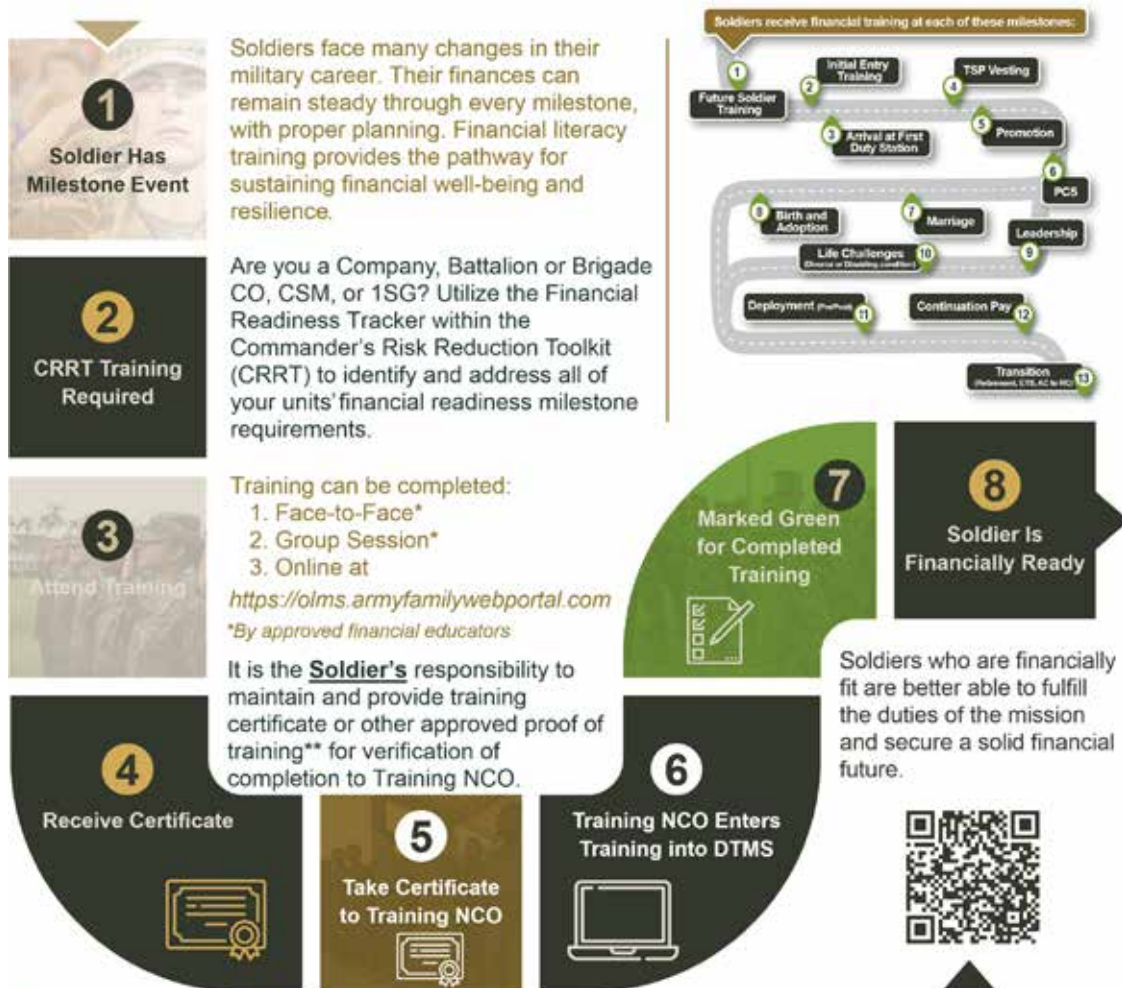 1
Soldier Has
Milestone Event
Soldiers face many changes in their
military career. Their finances can
remain steady through every milestone,
with proper planning. Financial literacy
training provides the pathway for
sustaining financial well-being and
resilience.
Soldiers receive financial training at each of these milestones:
1
Future Soldier
Training
2
Initial Entry
Training
3
Arrival at First
Duty Station
4
TSP Vesting
5
Promotion
6
PCS
7
Marriage
8
Birth and
Adoption
9
Leadership
10
Life Challenges
(Divorce or Disabling condition)
11
Deployment (Pre/Post)
12
Continuation Pay
13
Transition
(Retirement, ETS, AC to RC)
2
CRRT Training
Required
Are you a Company, Battalion or Brigade
CO, CSM, or 1SG? Utilize the Financial
Readiness Tracker within the
Commander's Risk Reduction Toolkit
(CRRT) to identify and address all of
your units' financial readiness milestone
requirements.
3
Attend Training
Training can be completed:
1. Face-to-Face*
2. Group Session*
3. Online at
https://olms.armyfamilywebportal.com
*By approved financial educators
It is the Soldier's responsibility to
maintain and provide training
certificate or other approved proof of
training** for verification of
completion to Training NCO.
4
Receive Certificate
5
Take Certificate
to Training NCO
6
Training NCO Enters
Training into DTMS
7
Marked Green
for Completed
Training
8
Soldier Is
Financially Ready
Soldiers who are financially
fit are better able to fulfill
the duties of the mission
and secure a solid financial
future.